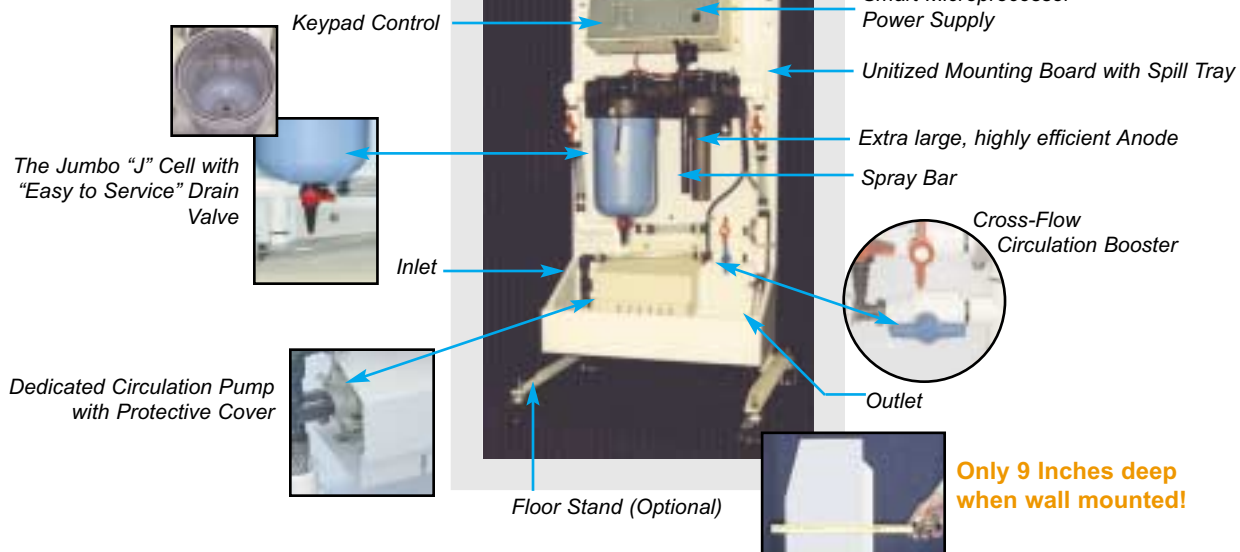 Keypad Control
Power Supply
Unitized Mounting Board with Spill Tray
Extra large, highly efficient Anode
Spray Bar
The Jumbo “J” Cell with
“Easy to Service” Drain
Valve
Cross-Flow
Circulation Booster
Inlet
Dedicated Circulation Pump
with Protective Cover
Outlet
Floor Stand (Optional)
Only 9 Inches deep
when wall mounted!